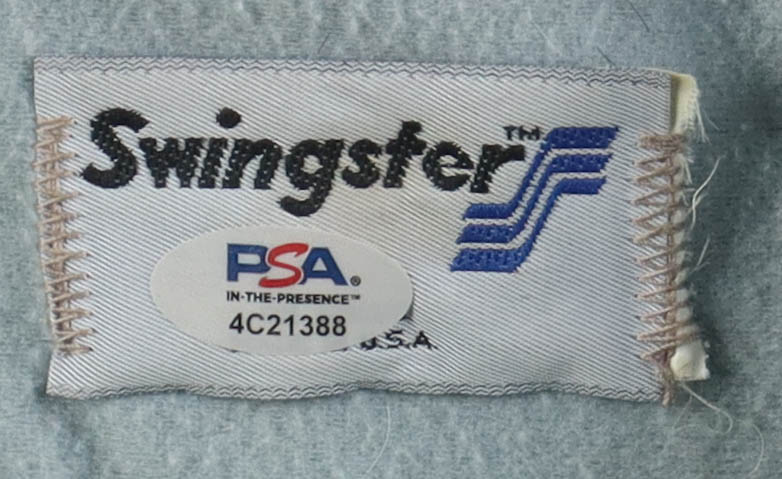 Swingster™
PSA®
IN-THE-PRESENCE™
4C21388
U.S.A.